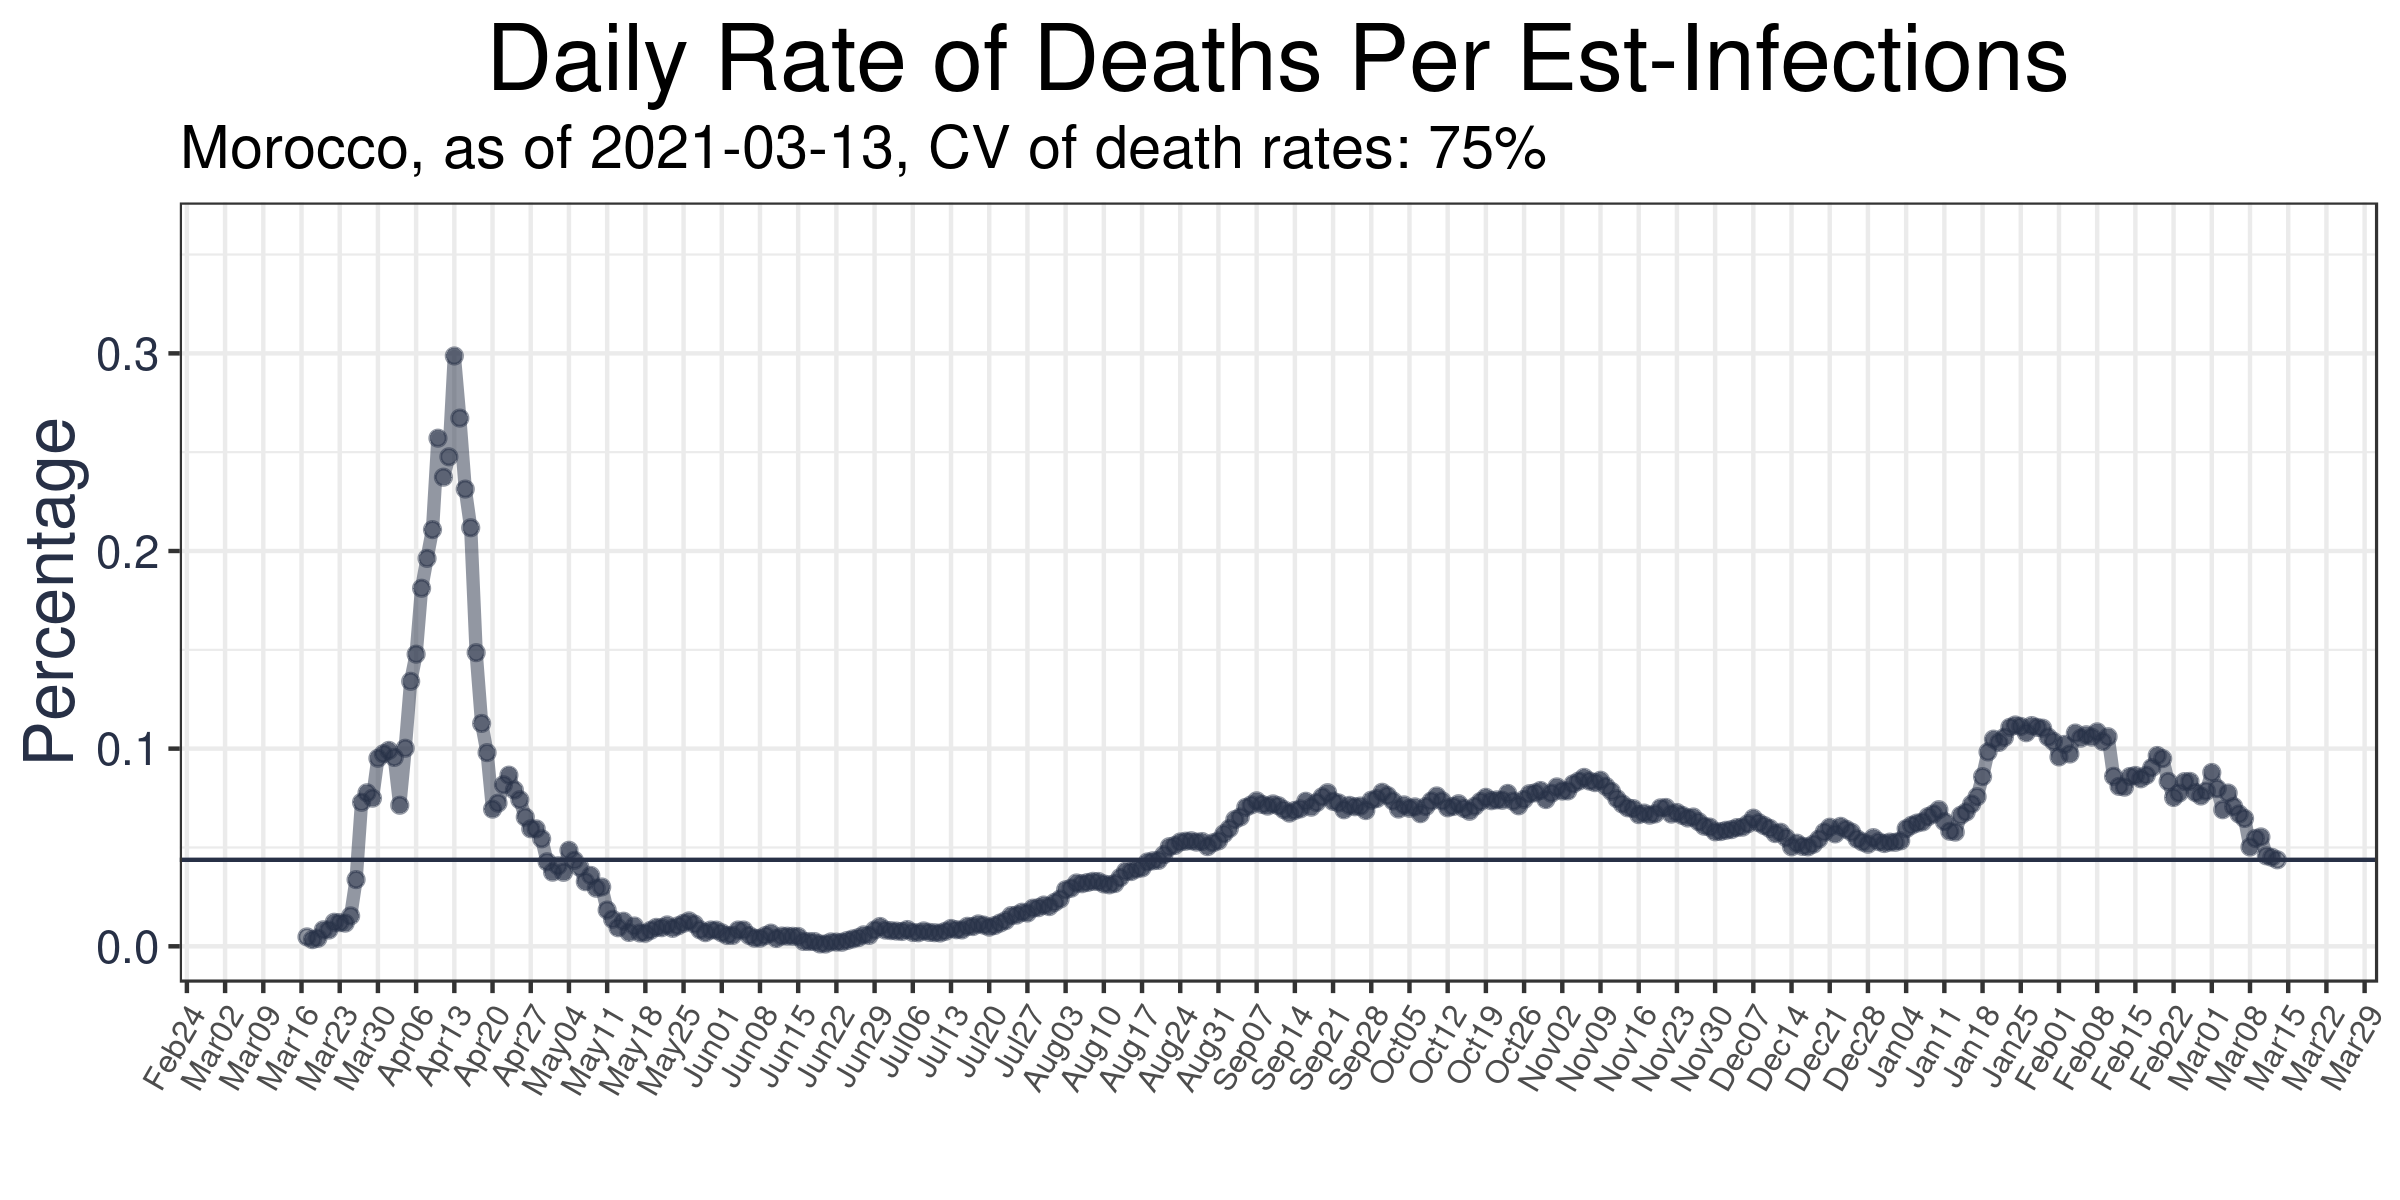 Daily Rate of Deaths Per Est-Infections
Morocco, as of 2021-03-13, CV of death rates: 75%
Percentage
0.3
0.2
0.1
0.0
Feb24
Mar02
Mar09
Mar16
Mar23
Mar30
Apr06
Apr13
Apr20
Apr27
May04
May11
May18
May25
Jun01
Jun08
Jun15
Jun22
Jun29
Jul06
Jul13
Jul20
Jul27
Aug03
Aug10
Aug17
Aug24
Aug31
Sep07
Sep14
Sep21
Sep28
Oct05
Oct12
Oct19
Oct26
Nov02
Nov09
Nov16
Nov23
Nov30
Dec07
Dec14
Dec21
Dec28
Jan04
Jan11
Jan18
Jan25
Feb01
Feb08
Feb15
Feb22
Mar01
Mar08
Mar15
Mar22
Mar29